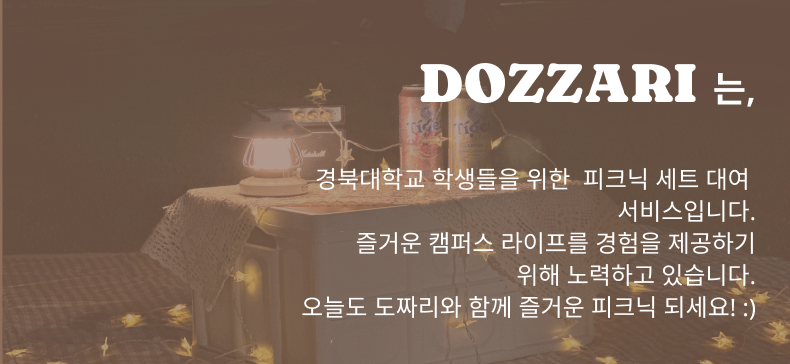 DOZZARI 는,
경북대학교 학생들을 위한 피크닉 세트 대여
서비스입니다.
즐거운 캠퍼스 라이프를 경험을 제공하기
위해 노력하고 있습니다.
오늘도 도짜리와 함께 즐거운 피크닉 되세요! :)
Marshall
Tiger
Tiger